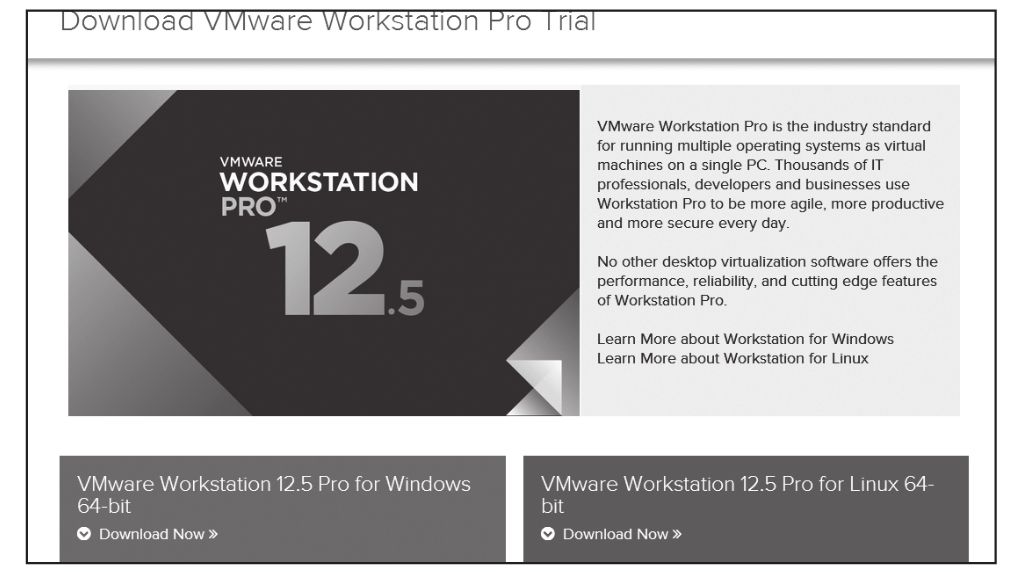 Download VMware Workstation Pro Trial
VMWARE
WORKSTATION
PRO™
12.5
VMware Workstation Pro is the industry standard
for running multiple operating systems as virtual
machines on a single PC. Thousands of IT
professionals, developers and businesses use
Workstation Pro to be more agile, more productive
and more secure every day.
No other desktop virtualization software offers the
performance, reliability, and cutting edge features
of Workstation Pro.
Learn More about Workstation for Windows
Learn More about Workstation for Linux
VMware Workstation 12.5 Pro for Windows
64-bit
Download Now »
VMware Workstation 12.5 Pro for Linux 64-
bit
Download Now »